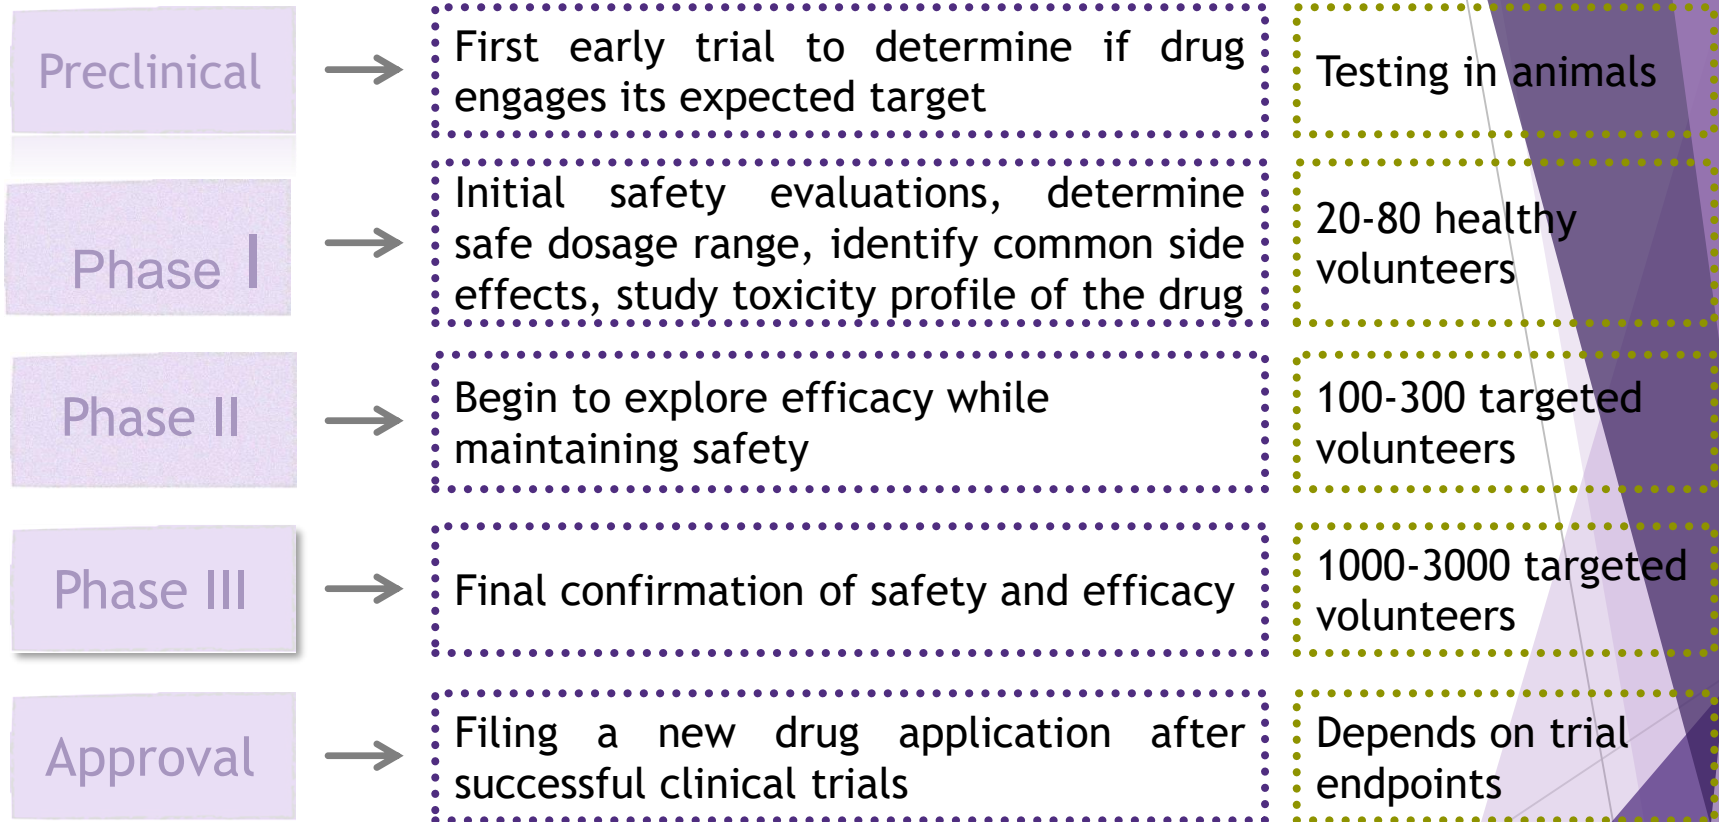 Preclinical
First early trial to determine if drug
engages its expected target
Testing in animals
Phase I
Initial safety evaluations, determine
safe dosage range, identify common side
effects, study toxicity profile of the drug
20-80 healthy
volunteers
Phase II
Begin to explore efficacy while
maintaining safety
100-300 targeted
volunteers
Phase III
Final confirmation of safety and efficacy
1000-3000 targeted
volunteers
Approval
Filing a new drug application after
successful clinical trials
Depends on trial
endpoints